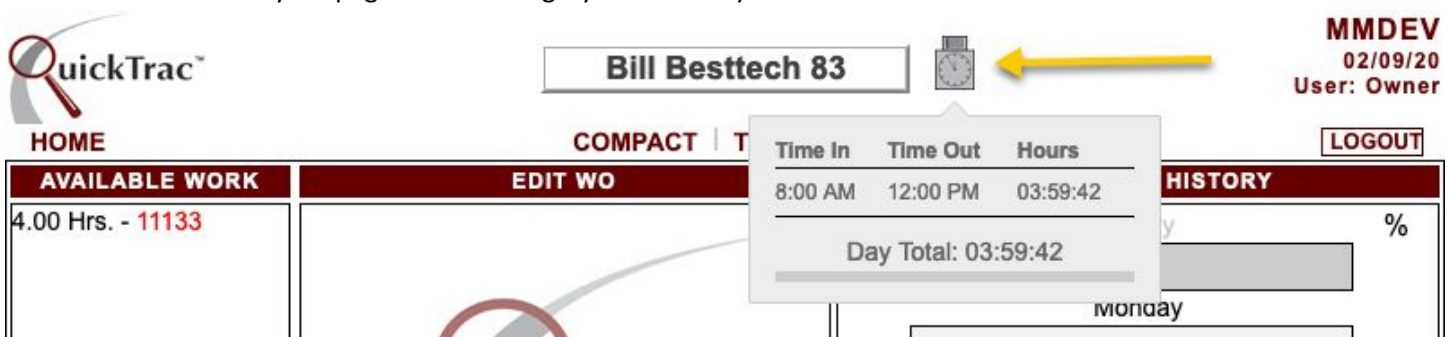 QuickTrac™
Bill Besttech 83
MMDEV
02/09/20
User: Owner
HOME
COMPACT | T
LOGOUT
Time In Time Out Hours
8:00 AM 12:00 PM 03:59:42
Day Total: 03:59:42
AVAILABLE WORK
EDIT WO
HISTORY
4.00 Hrs. - 11133
y %
Monday